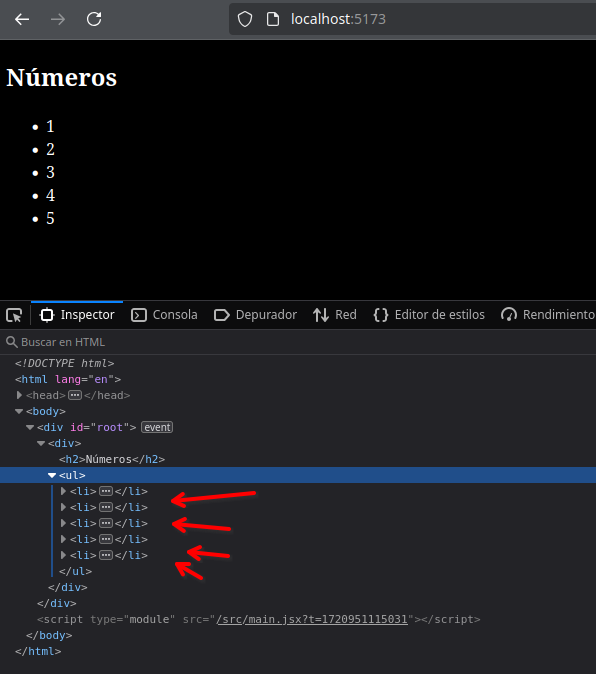 localhost:5173
Números
• 1
• 2
• 3
• 4
• 5
Inspector Consola Depurador Red Editor de estilos Rendimiento
Buscar en HTML
<!DOCTYPE html>
<html lang="en">
<head>···</head>
<body>
<div id="root"> event
<div>
<h2>Números</h2>
<ul>
<li>···</li>
<li>···</li>
<li>···</li>
<li>···</li>
<li>···</li>
</ul>
</div>
</div>
<script type="module" src="/src/main.jsx?t=1720951115031"></script>
</body>
</html>